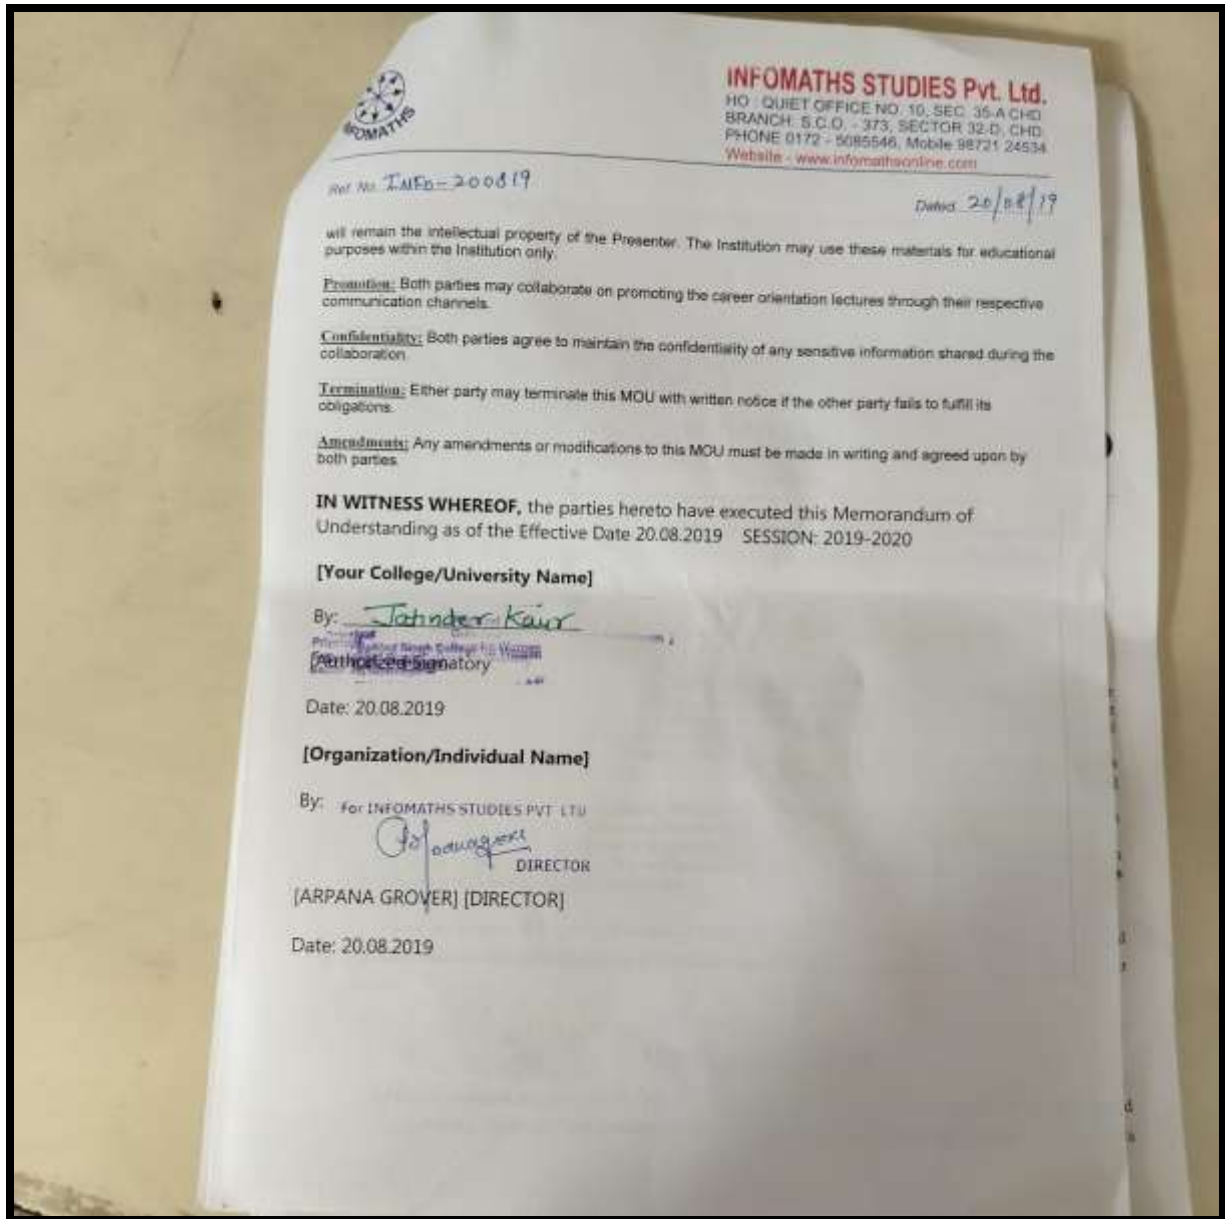 INFOMATHS
INFOMATHS STUDIES Pvt. Ltd.
HO : QUIET OFFICE NO. 10, SEC. 35-A CHD
BRANCH: S.C.O. - 373, SECTOR 32-D, CHD
PHONE 0172 - 5085546, Mobile 98721 24534
Website - www.infomathsonline.com
Ref. No. INFO-200819
Dated 20/08/19
will remain the intellectual property of the Presenter. The Institution may use these materials for educational
purposes within the Institution only.
Promotion: Both parties may collaborate on promoting the career orientation lectures through their respective
communication channels.
Confidentiality: Both parties agree to maintain the confidentiality of any sensitive information shared during the
collaboration.
Termination: Either party may terminate this MOU with written notice if the other party fails to fulfill its
obligations.
Amendments: Any amendments or modifications to this MOU must be made in writing and agreed upon by
both parties.
IN WITNESS WHEREOF, the parties hereto have executed this Memorandum of
Understanding as of the Effective Date 20.08.2019 SESSION: 2019-2020
[Your College/University Name]
By: Jatinder Kaur
Singh College
[Authorized Signatory
Date: 20.08.2019
[Organization/Individual Name]
By: For INFOMATHS STUDIES PVT LTD
DIRECTOR
[ARPANA GROVER] [DIRECTOR]
Date: 20.08.2019